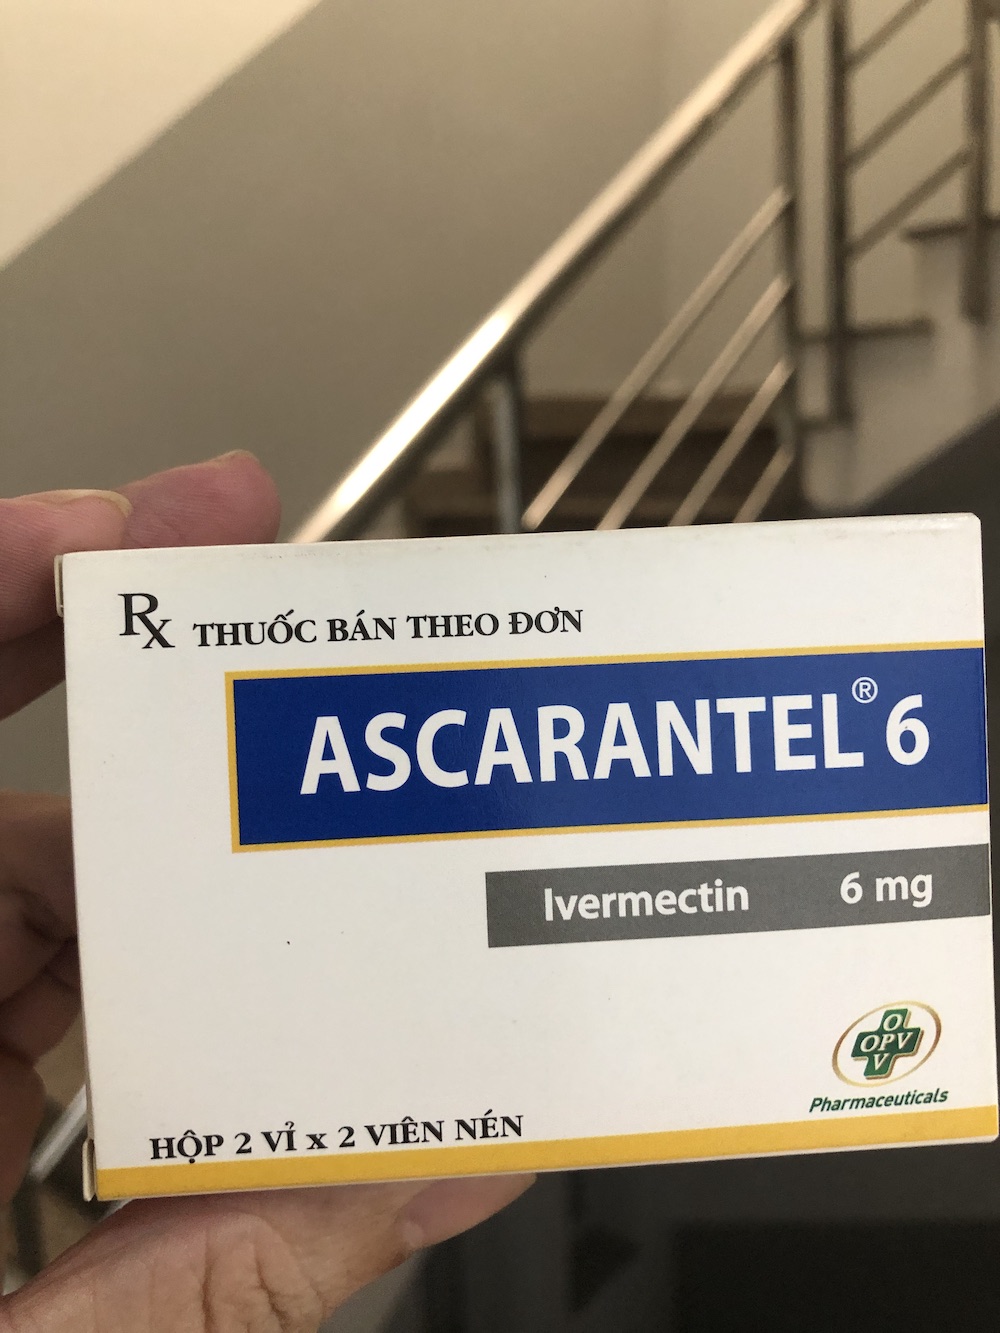 Rx THUỐC BÁN THEO ĐƠN
ASCARANTEL® 6
Ivermectin 6 mg
O
OPV
V
Pharmaceuticals
HỘP 2 VỈ x 2 VIÊN NÉN